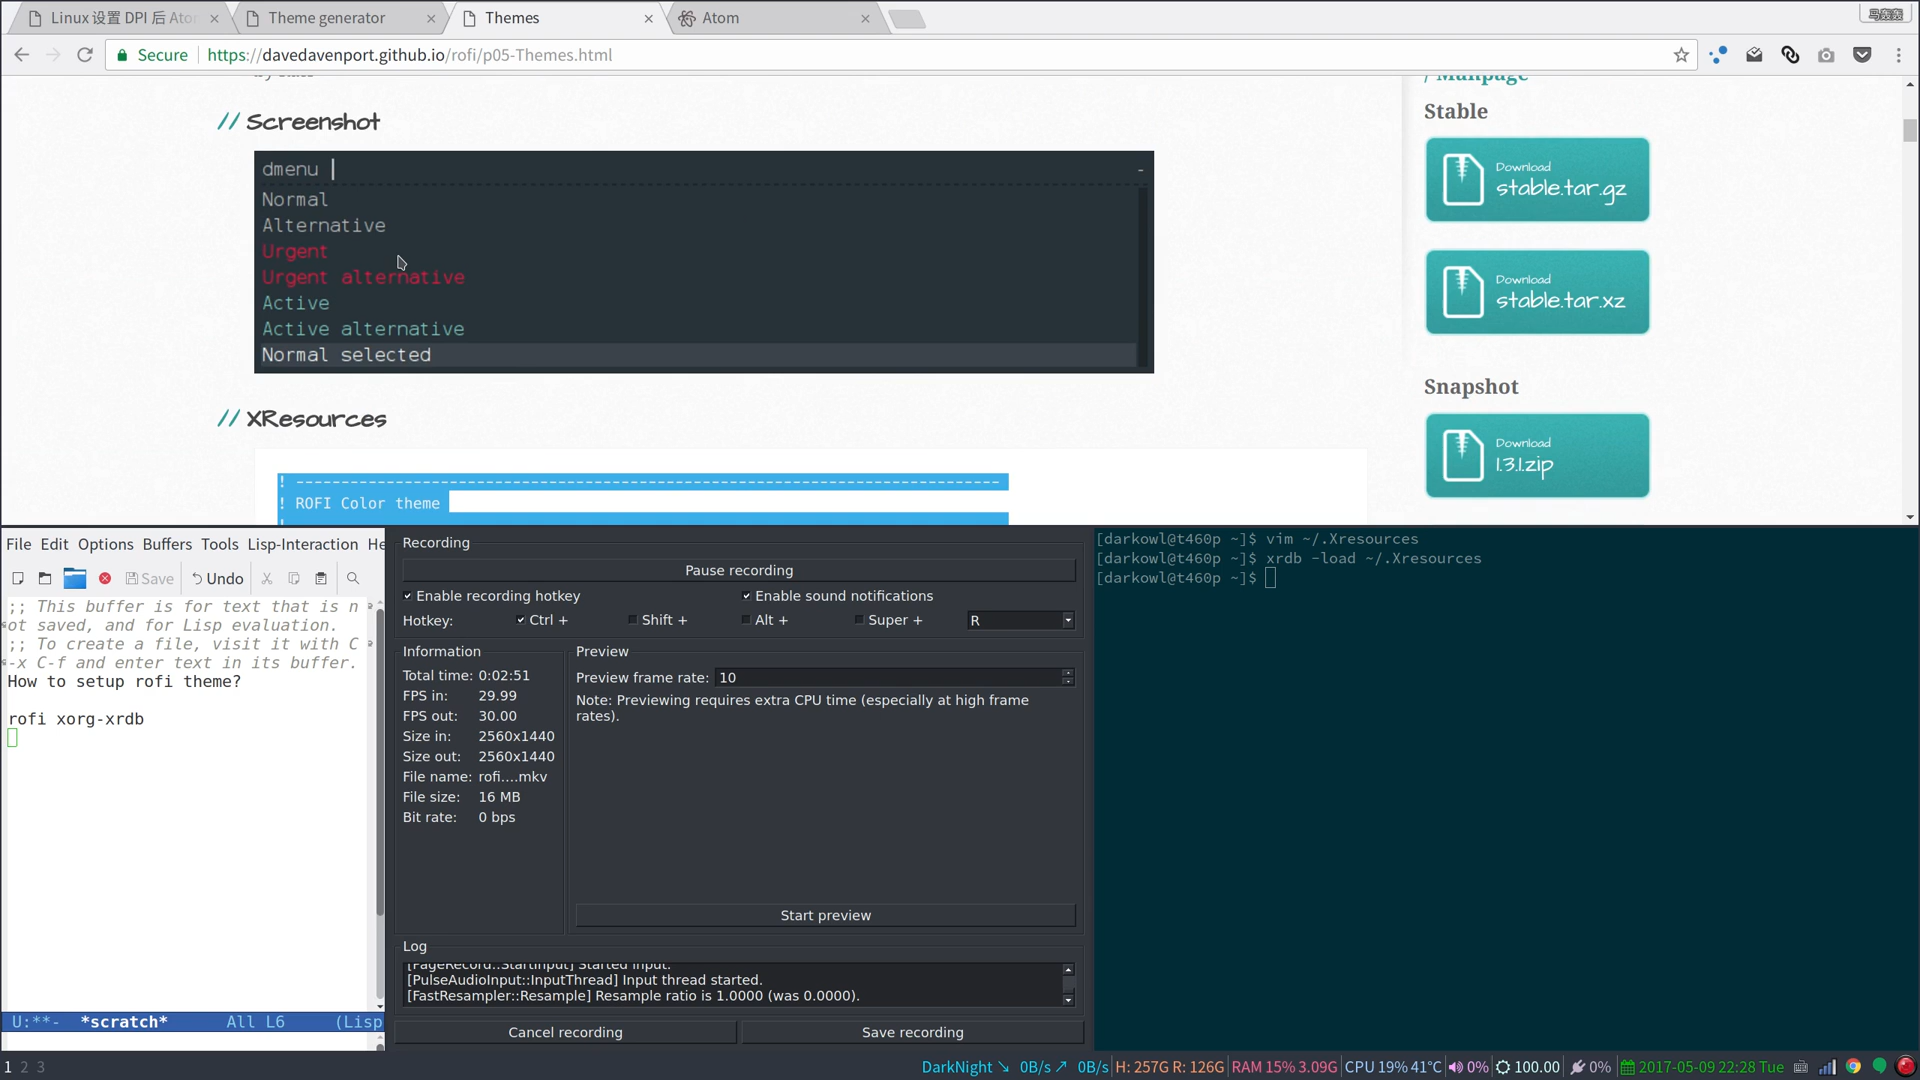 Linux 设置 DPI 后 Ato
Theme generator
Themes
Atom
马轰轰
Secure
https://davedavenport.github.io/rofi/p05-Themes.html
/ Manpage
// Screenshot
dmenu
-
Normal
Alternative
Urgent
Urgent alternative
Active
Active alternative
Normal selected
// XResources
! ------------------------------------------------------------------------------
! ROFI Color theme
!
Stable
Download
stable.tar.gz
Download
stable.tar.xz
Snapshot
Download
1.3.1.zip
File Edit Options Buffers Tools Lisp-Interaction He
Save Undo
;; This buffer is for text that is n
ot saved, and for Lisp evaluation.
;; To create a file, visit it with C
-x C-f and enter text in its buffer.
How to setup rofi theme?
rofi xorg-xrdb
U:**- *scratch* All L6 (Lisp
Recording
Pause recording
Enable recording hotkey
Enable sound notifications
Hotkey: Ctrl + Shift + Alt + Super + R
Information
Total time: 0:02:51
FPS in: 29.99
FPS out: 30.00
Size in: 2560x1440
Size out: 2560x1440
File name: rofi....mkv
File size: 16 MB
Bit rate: 0 bps
Preview
Preview frame rate: 10
Note: Previewing requires extra CPU time (especially at high frame
rates).
Start preview
Log
[PageRecord::StartInput] Started input.
[PulseAudioInput::InputThread] Input thread started.
[FastResampler::Resample] Resample ratio is 1.0000 (was 0.0000).
Cancel recording
Save recording
[darkowl@t460p ~]$ vim ~/.Xresources
[darkowl@t460p ~]$ xrdb -load ~/.Xresources
[darkowl@t460p ~]$
1 2 3
DarkNight ↘ 0B/s ↗ 0B/s H: 257G R: 126G RAM 15% 3.09G CPU 19% 41°C 0% 100.00 0% 2017-05-09 22:28 Tue